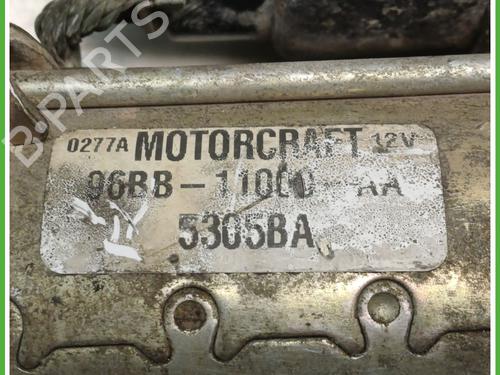 B-PARTS
0277A MOTORCRAFT 12V
96BB-11000-AA
5305BA